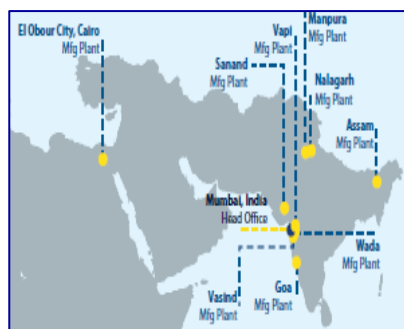 El Obour City, Cairo
Mfg Plant
Vapi
Mfg Plant
Manpura
Mfg Plant
Sanand
Mfg Plant
Nalagarh
Mfg Plant
Assam
Mfg Plant
Mumbai, India
Head Office
Wada
Mfg Plant
Vasind
Mfg Plant
Goa
Mfg Plant